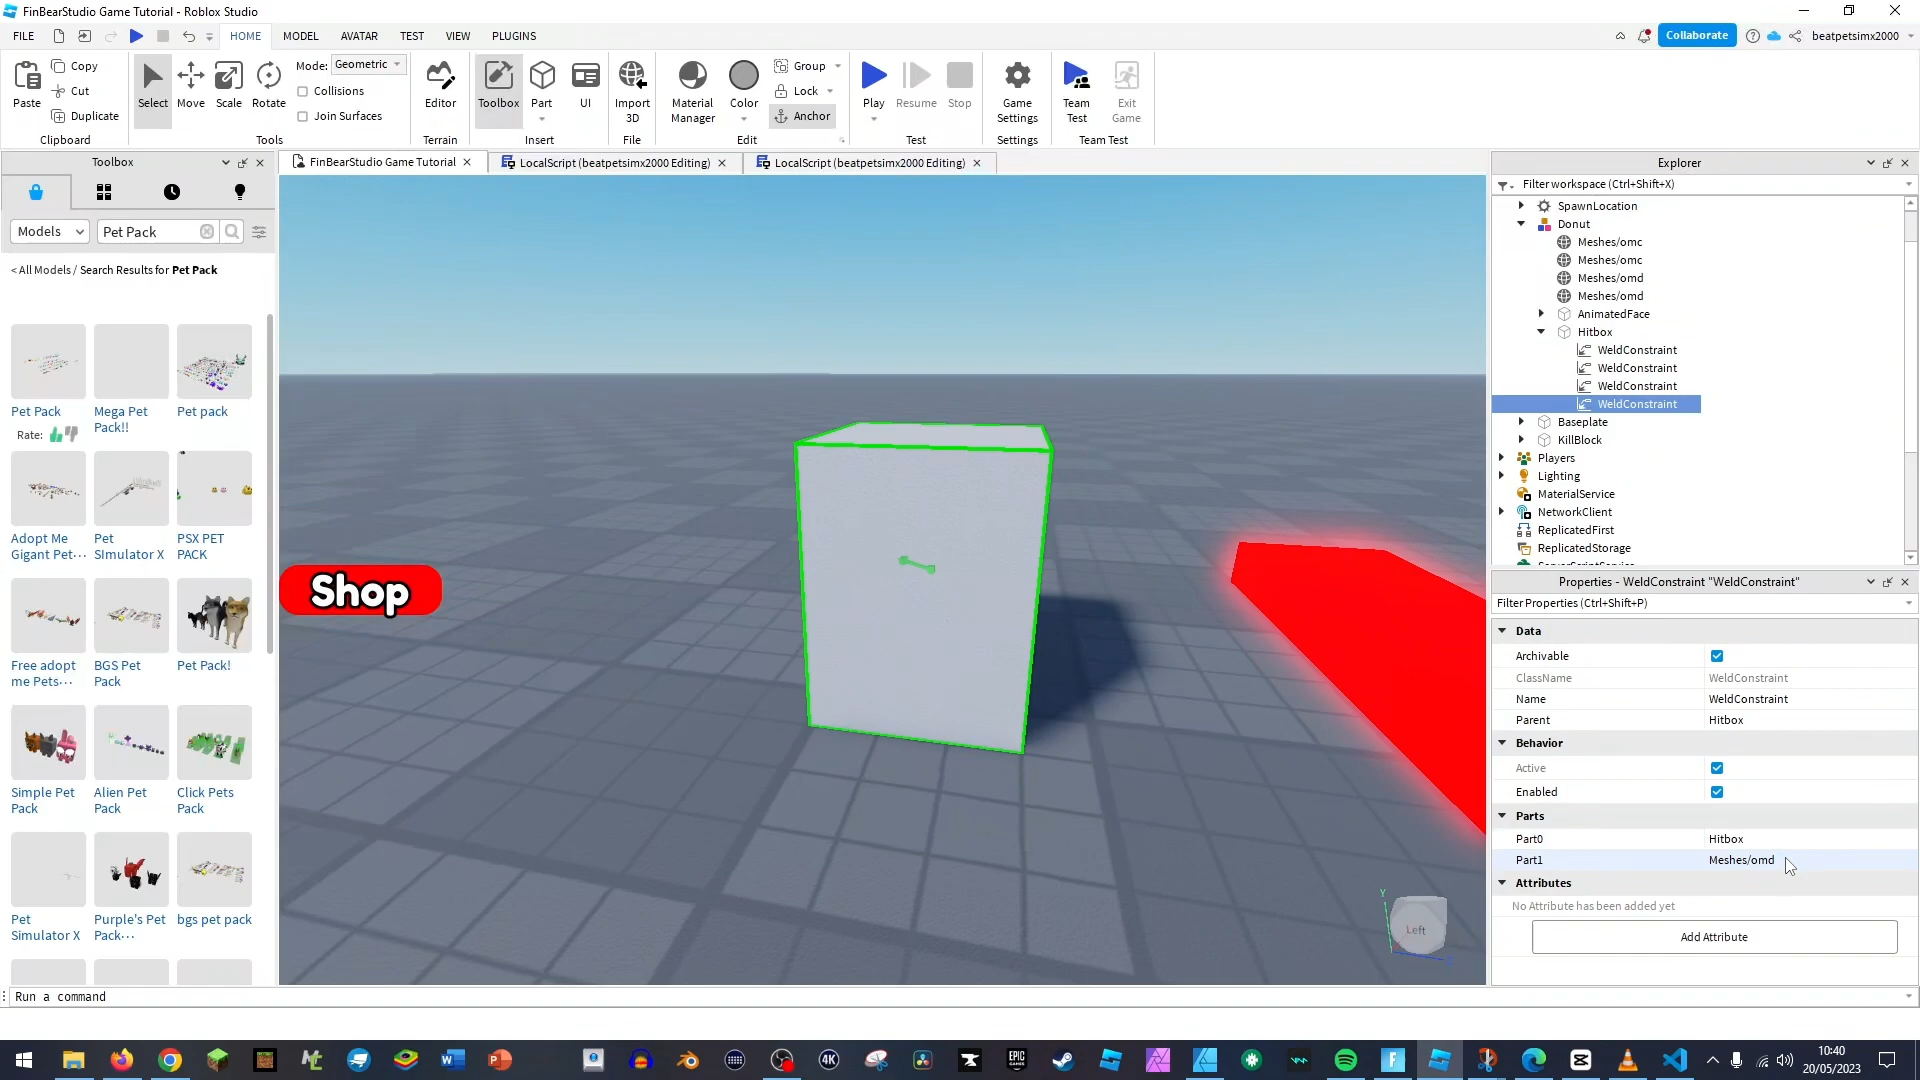 FinBearStudio Game Tutorial - Roblox Studio
FILE HOME MODEL AVATAR TEST VIEW PLUGINS Collaborate beatpetsimx2000
Paste Copy Cut Duplicate Clipboard
Select Move Scale Rotate Mode: Geometric Collisions Join Surfaces Tools
Editor Terrain
Toolbox Part UI Insert
Import 3D File
Material Manager Color Group Lock Anchor Edit
Play Resume Stop Test
Game Settings Settings
Team Test Exit Game Team Test
Toolbox
FinBearStudio Game Tutorial
LocalScript (beatpetsimx2000 Editing)
LocalScript (beatpetsimx2000 Editing)
Models Pet Pack
< All Models / Search Results for Pet Pack
Pet Pack
Rate:
Mega Pet
Pack!!
Pet pack
Adopt Me
Gigant Pet...
Pet
SImulator X
PSX PET
PACK
Free adopt
me Pets...
BGS Pet
Pack
Pet Pack!
Simple Pet
Pack
Alien Pet
Pack
Click Pets
Pack
Pet
Simulator X
Purple's Pet
Pack...
bgs pet pack
Shop
Left
Y
Explorer
Filter workspace (Ctrl+Shift+X)
SpawnLocation
Donut
Meshes/omc
Meshes/omc
Meshes/omd
Meshes/omd
AnimatedFace
Hitbox
WeldConstraint
WeldConstraint
WeldConstraint
WeldConstraint
Baseplate
KillBlock
Players
Lighting
MaterialService
NetworkClient
ReplicatedFirst
ReplicatedStorage
Properties - WeldConstraint "WeldConstraint"
Filter Properties (Ctrl+Shift+P)
Data
Archivable
ClassName WeldConstraint
Name WeldConstraint
Parent Hitbox
Behavior
Active
Enabled
Parts
Part0 Hitbox
Part1 Meshes/omd
Attributes
No Attribute has been added yet
Add Attribute
Run a command
10:40
20/05/2023